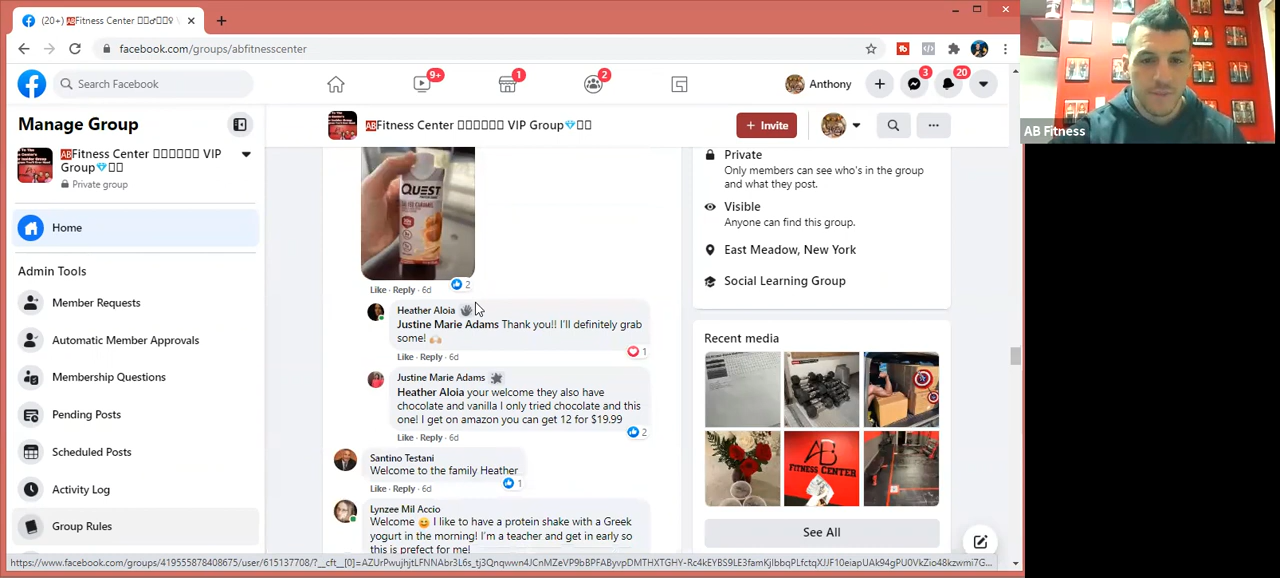 (20+) ABFitness Center
facebook.com/groups/abfitnesscenter
Search Facebook
9+
1
2
Anthony
3
20
AB Fitness
Manage Group
ABFitness Center VIP Group
+ Invite
ABFitness Center VIP
Group
Private group
Home
Admin Tools
Member Requests
Automatic Member Approvals
Membership Questions
Pending Posts
Scheduled Posts
Activity Log
Group Rules
QUEST
Like · Reply · 6d
2
Heather Aloia
Justine Marie Adams Thank you!! I'll definitely grab
some!
1
Like · Reply · 6d
Justine Marie Adams
Heather Aloia your welcome they also have
chocolate and vanilla I only tried chocolate and this
one! I get on amazon you can get 12 for $19.99
2
Like · Reply · 6d
Santino Testani
Welcome to the family Heather
1
Like · Reply · 6d
Lynzee Mil Accio
Welcome 😊 I like to have a protein shake with a Greek
yogurt in the morning! I'm a teacher and get in early so
this is prefect for me!
Private
Only members can see who's in the group
and what they post.
Visible
Anyone can find this group.
East Meadow, New York
Social Learning Group
Recent media
AB
FITNESS CENTER
See All